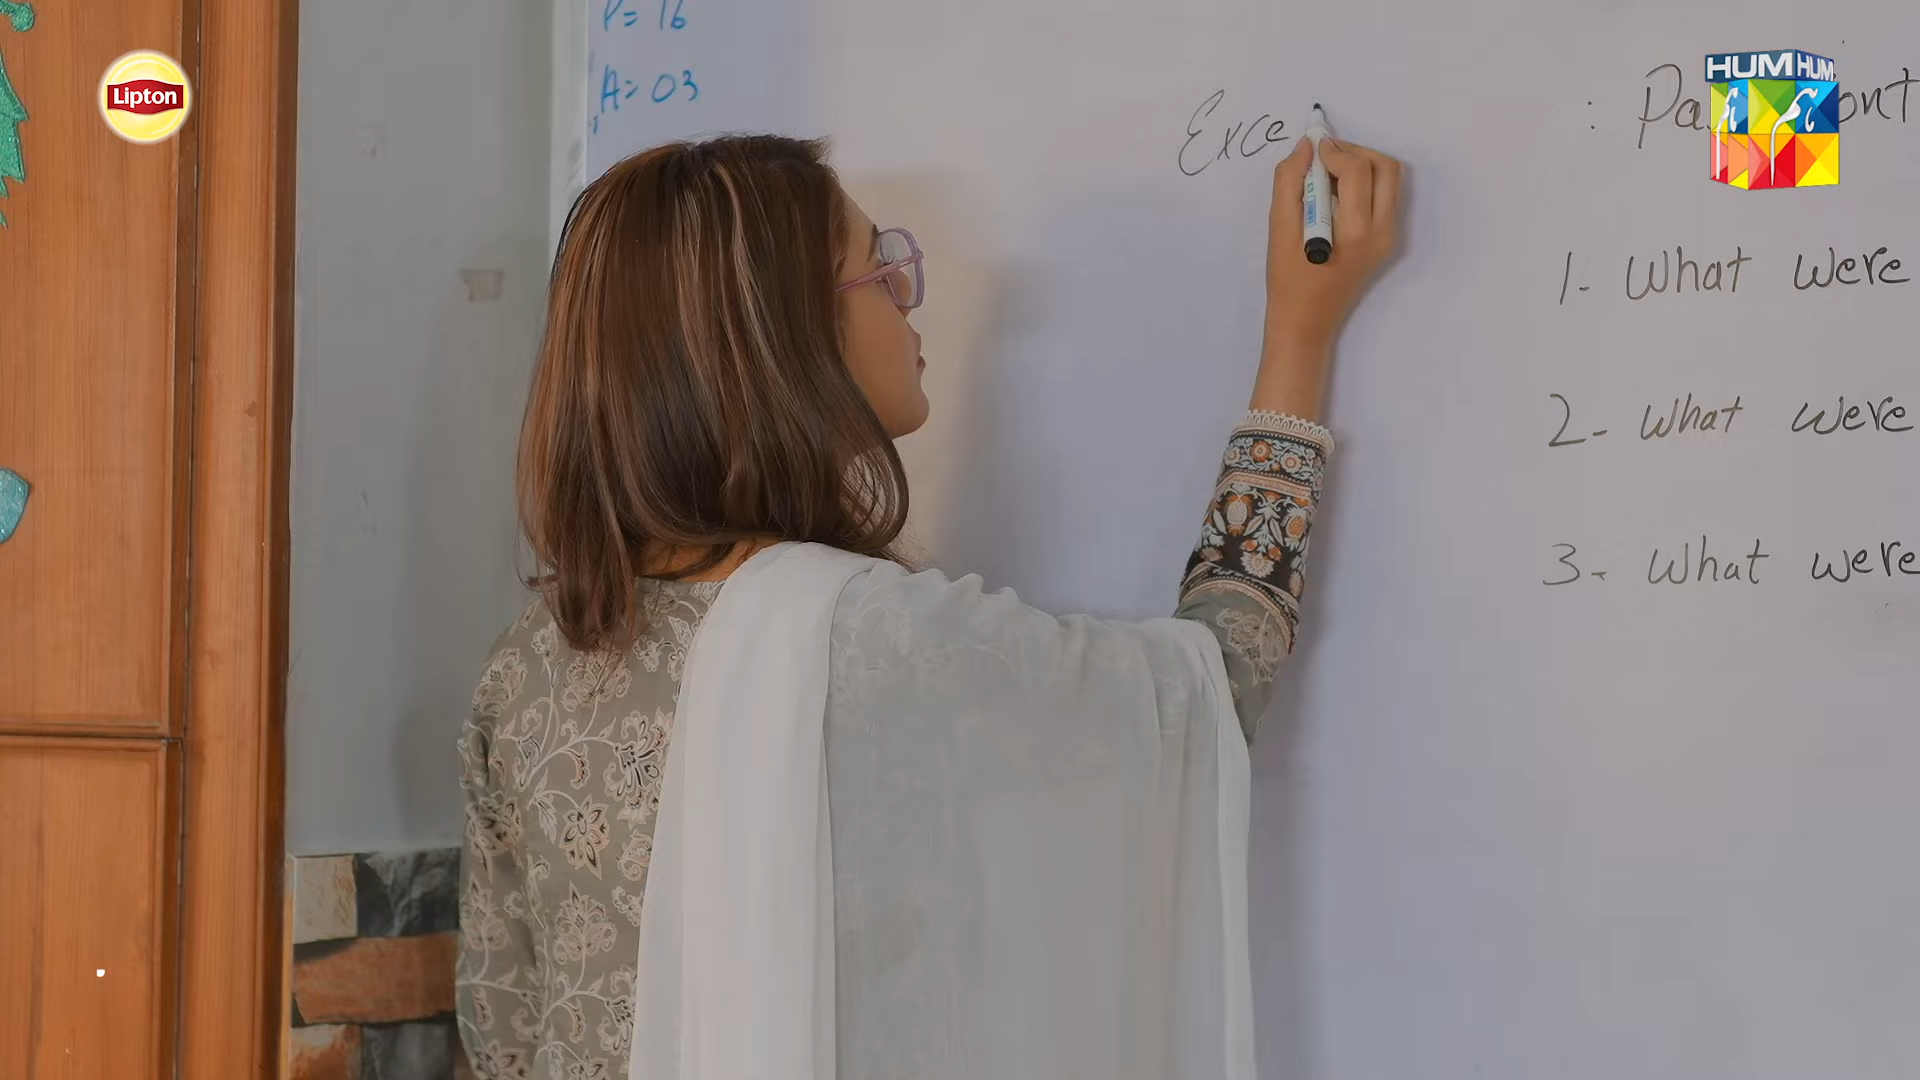 Lipton
HUM HUM
P= 16
A= 03
Exce
1- What were
2- What were
3- What were